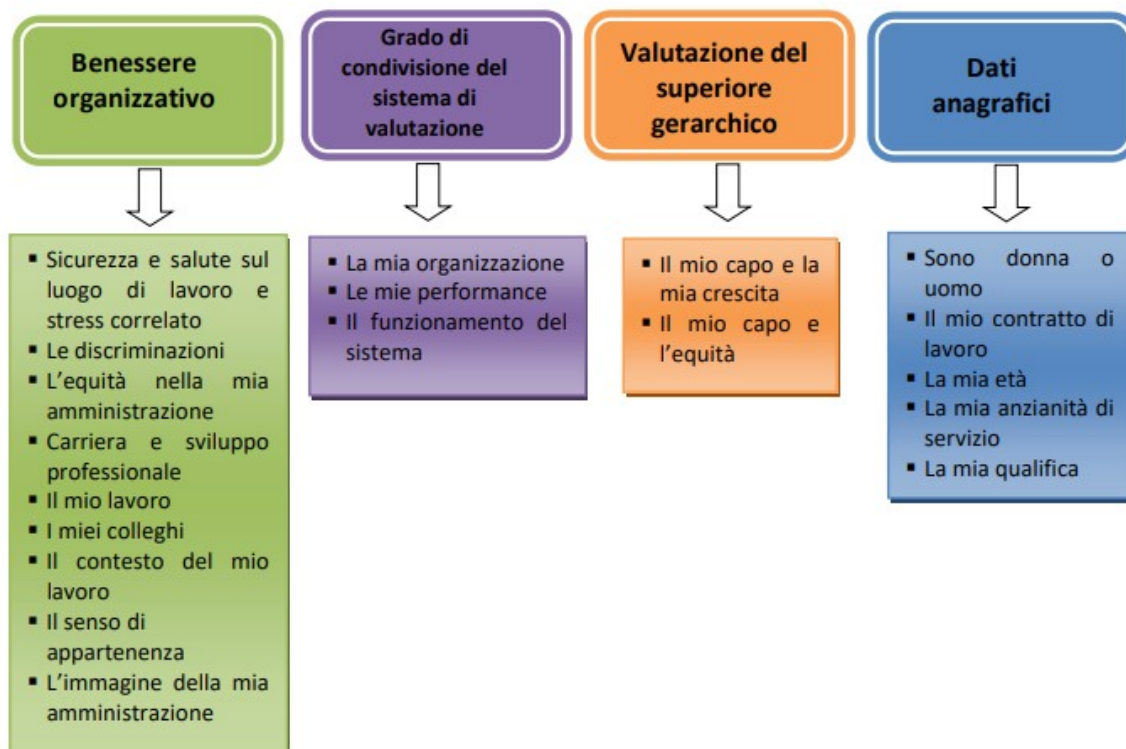 Benessere
organizzativo
Grado di
condivisione del
sistema di
valutazione
Valutazione del
superiore
gerarchico
Dati
anagrafici
▪ Sicurezza e salute sul
luogo di lavoro e
stress correlato
▪ Le discriminazioni
▪ L'equità nella mia
amministrazione
▪ Carriera e sviluppo
professionale
▪ Il mio lavoro
▪ I miei colleghi
▪ Il contesto del mio
lavoro
▪ Il senso di
appartenenza
▪ L'immagine della mia
amministrazione
▪ La mia organizzazione
▪ Le mie performance
▪ Il funzionamento del
sistema
▪ Il mio capo e la
mia crescita
▪ Il mio capo e
l'equità
▪ Sono donna o
uomo
▪ Il mio contratto di
lavoro
▪ La mia età
▪ La mia anzianità di
servizio
▪ La mia qualifica